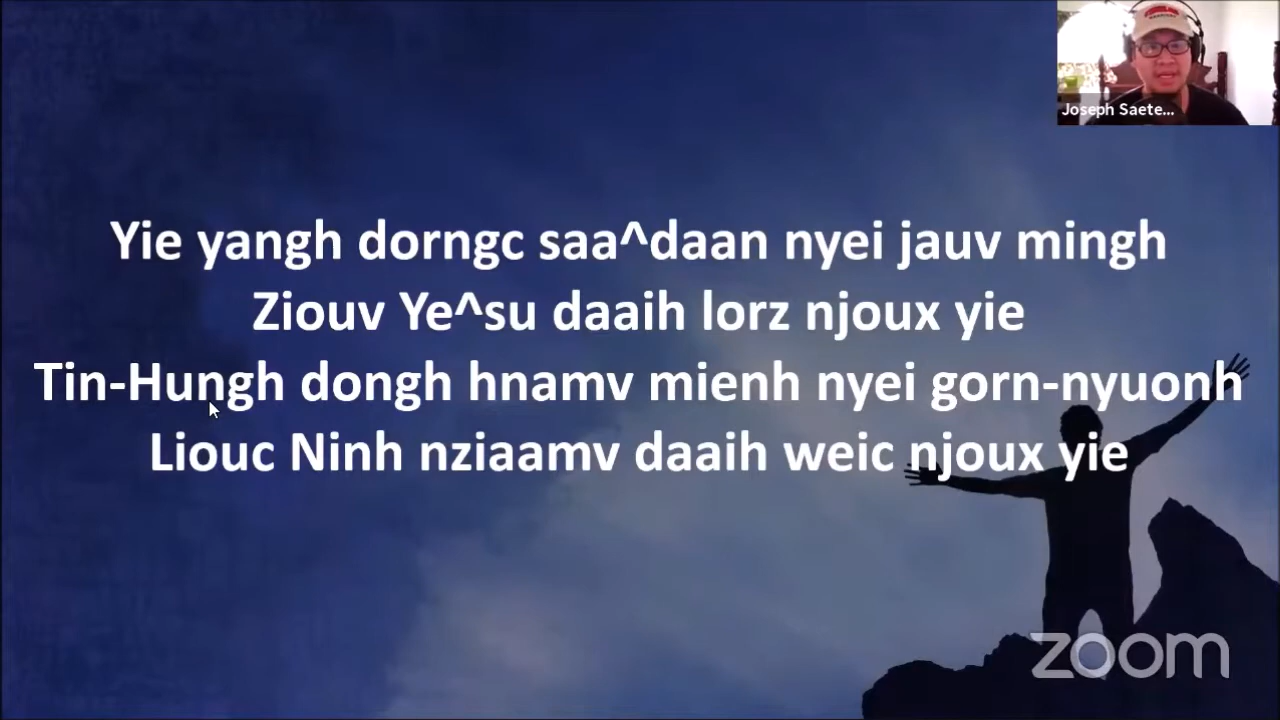 Joseph Saete...
Yie yangh dorngc saa^daan nyei jauv mingh
Ziouv Ye^su daaih lorz njoux yie
Tin-Hungh dongh hnamv mienh nyei gorn-nyuonh
Liouc Ninh nziaamv daaih weic njoux yie
zoom